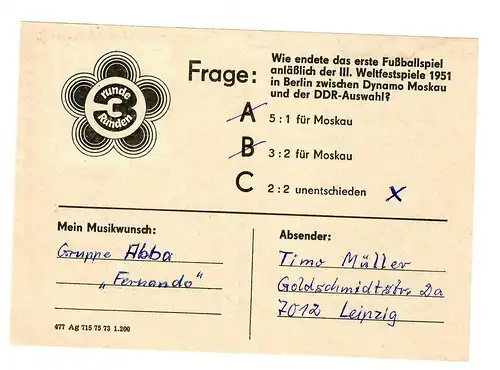 runde
Runden
Frage:
Wie endete das erste Fußballspiel
anläßlich der III. Weltfestspiele 1951
in Berlin zwischen Dynamo Moskau
und der DDR-Auswahl?
A 5 : 1 für Moskau
B 3 : 2 für Moskau
C 2 : 2 unentschieden x
Mein Musikwunsch:
Gruppe Abba
„Fernando"
477 Ag 715 75 73 1.200
Absender:
Timo Müller
Goldschmidtstr. 2a
7012 Leipzig